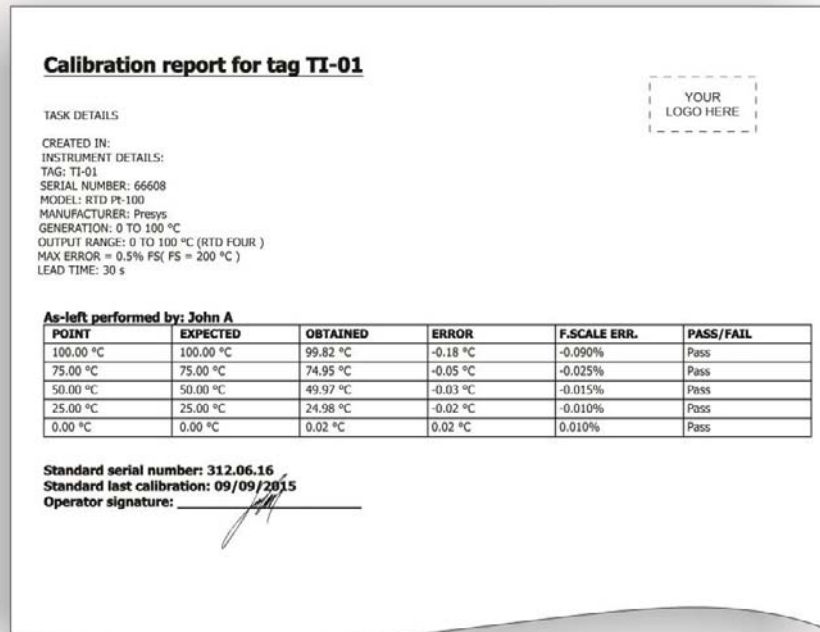 Calibration report for tag TI-01
YOUR
LOGO HERE
TASK DETAILS
CREATED IN:
INSTRUMENT DETAILS:
TAG: TI-01
SERIAL NUMBER: 66608
MODEL: RTD Pt-100
MANUFACTURER: Presys
GENERATION: 0 TO 100 °C
OUTPUT RANGE: 0 TO 100 °C (RTD FOUR )
MAX ERROR = 0.5% FS( FS = 200 °C )
LEAD TIME: 30 s
As-left performed by: John A
POINT EXPECTED OBTAINED ERROR F.SCALE ERR. PASS/FAIL
100.00 °C 100.00 °C 99.82 °C -0.18 °C -0.090% Pass
75.00 °C 75.00 °C 74.95 °C -0.05 °C -0.025% Pass
50.00 °C 50.00 °C 49.97 °C -0.03 °C -0.015% Pass
25.00 °C 25.00 °C 24.98 °C -0.02 °C -0.010% Pass
0.00 °C 0.00 °C 0.02 °C 0.02 °C 0.010% Pass
Standard serial number: 312.06.16
Standard last calibration: 09/09/2015
Operator signature: